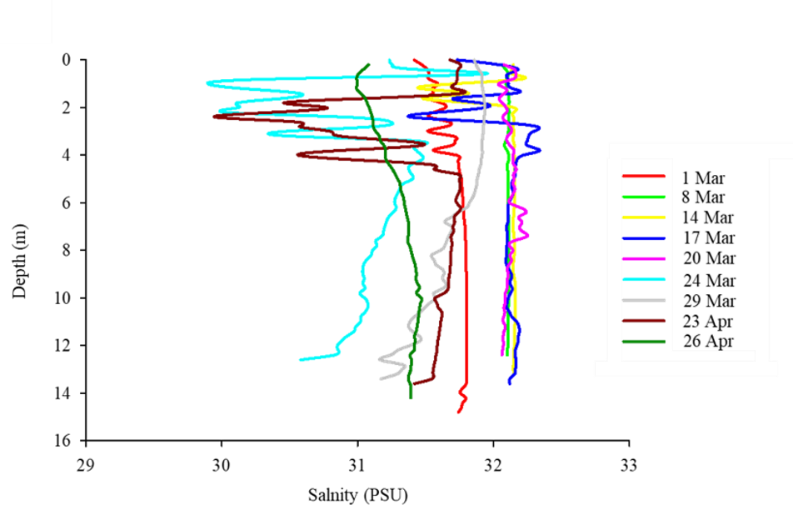 0
2
4
6
8
10
12
14
16
Depth (m)
29 30 31 32 33
Salnity (PSU)
1 Mar
8 Mar
14 Mar
17 Mar
20 Mar
24 Mar
29 Mar
23 Apr
26 Apr